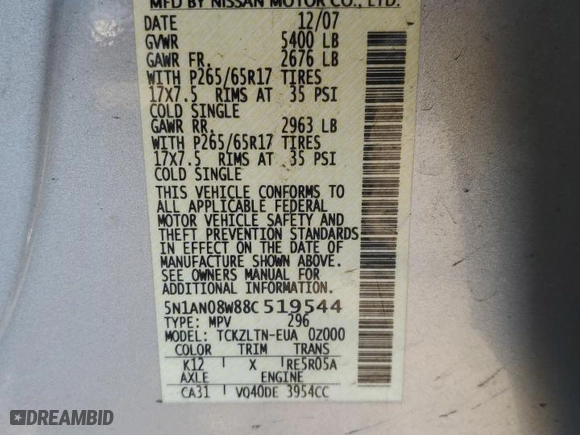 MFD BY NISSAN MOTOR CO., LTD.
DATE 12/07
GVWR 5400 LB
GAWR FR. 2676 LB
WITH P265/65R17 TIRES
17X7.5 RIMS AT 35 PSI
COLD SINGLE
GAWR RR. 2963 LB
WITH P265/65R17 TIRES
17X7.5 RIMS AT 35 PSI
COLD SINGLE
THIS VEHICLE CONFORMS TO
ALL APPLICABLE FEDERAL
MOTOR VEHICLE SAFETY AND
THEFT PREVENTION STANDARDS
IN EFFECT ON THE DATE OF
MANUFACTURE SHOWN ABOVE.
SEE OWNERS MANUAL FOR
ADDITIONAL INFORMATION.
5N1AN08W88C519544
TYPE: MPV 296
MODEL: TCKZLTN-EUA 0Z000
COLOR TRIM TRANS
K12 X RE5R05A
AXLE ENGINE
CA31 VQ40DE 3954CC
DREAMBID